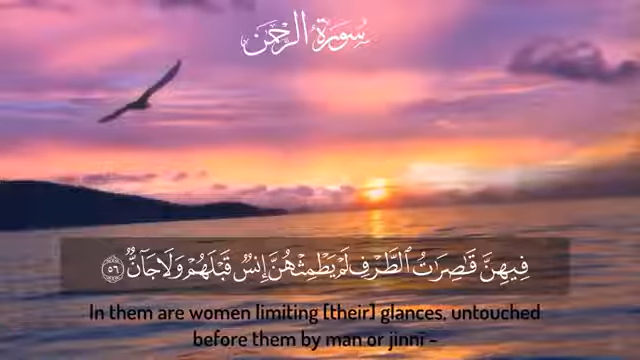 سورة الرحمن
فِيهِنَّ قَٰصِرَٰتُ ٱلطَّرْفِ لَمْ يَطْمِثْهُنَّ إِنسٌ قَبْلَهُمْ وَلَا جَآنٌّ ٥٦
In them are women limiting [their] glances, untouched
before them by man or jinnī –